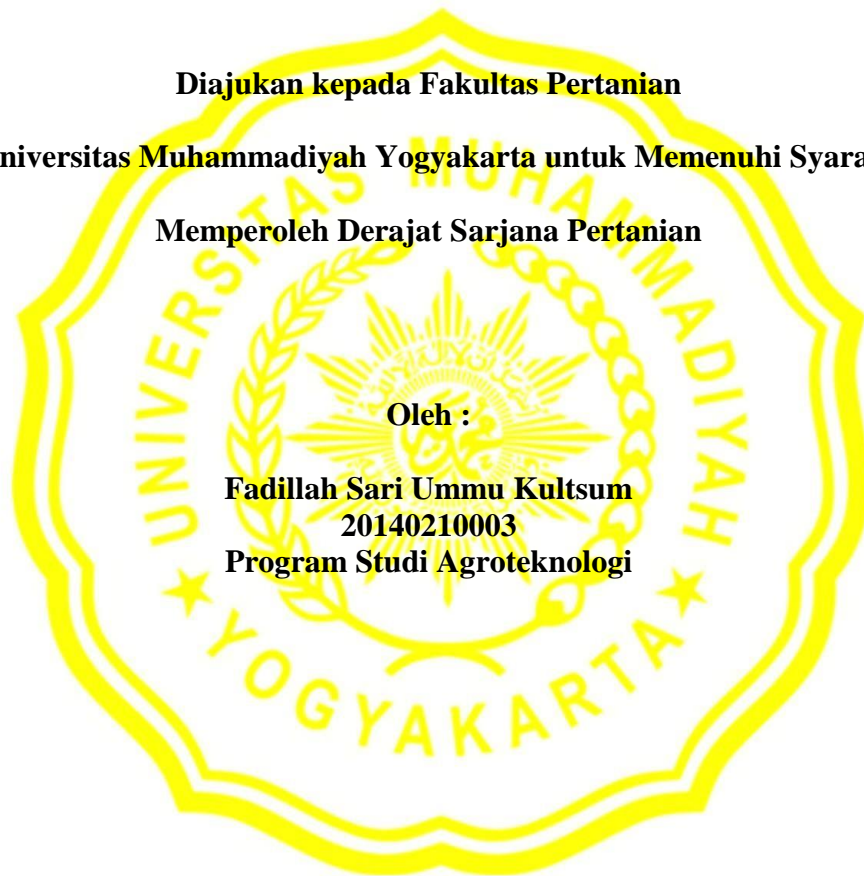 Diajukan kepada Fakultas Pertanian
niversitas Muhammadiyah Yogyakarta untuk Memenuhi Syara
Memperoleh Derajat Sarjana Pertanian
Oleh :
Fadillah Sari Ummu Kultsum
20140210003
Program Studi Agroteknologi
UNIVERSITAS MUHAMMADIYAH
YOGYAKARTA